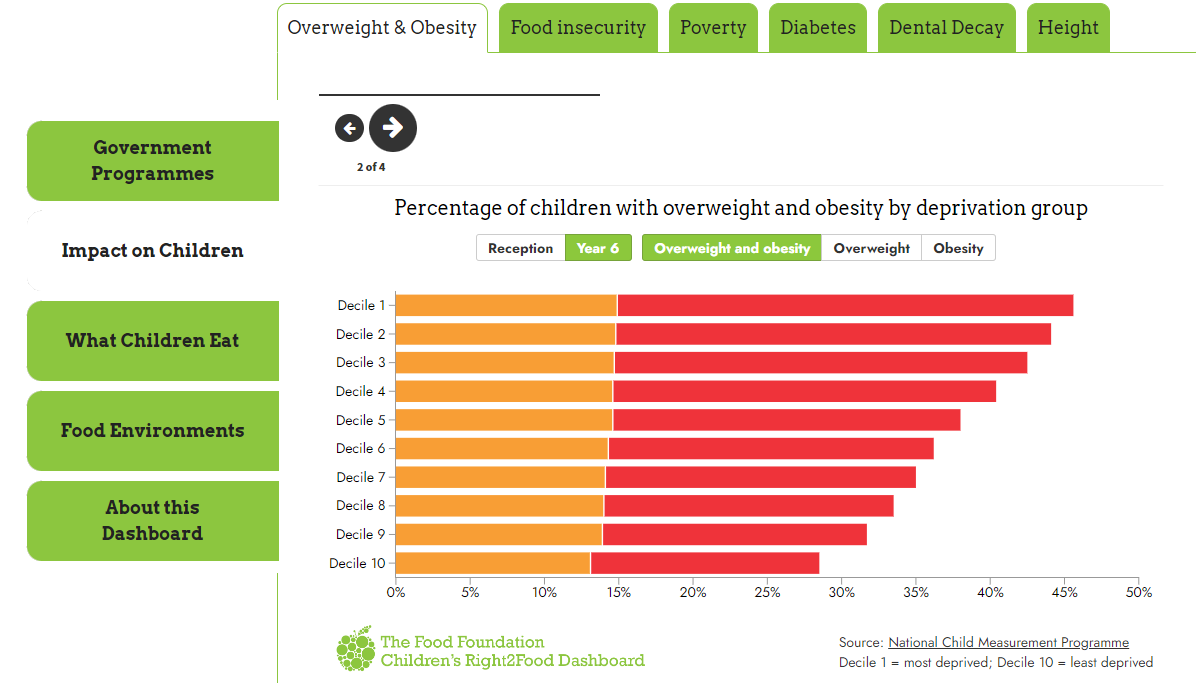 Overweight & Obesity
Food insecurity
Poverty
Diabetes
Dental Decay
Height
Government
Programmes
Impact on Children
What Children Eat
Food Environments
About this
Dashboard
2 of 4
Percentage of children with overweight and obesity by deprivation group
Reception Year 6 Overweight and obesity Overweight Obesity
Decile 1
Decile 2
Decile 3
Decile 4
Decile 5
Decile 6
Decile 7
Decile 8
Decile 9
Decile 10
0% 5% 10% 15% 20% 25% 30% 35% 40% 45% 50%
The Food Foundation
Children's Right2Food Dashboard
Source: National Child Measurement Programme
Decile 1 = most deprived; Decile 10 = least deprived